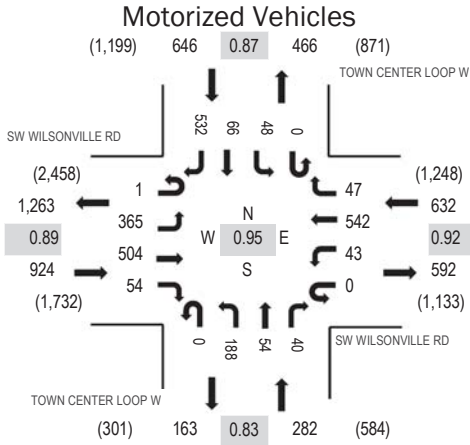 Motorized Vehicles
(1,199) 646 0.87 466 (871)
TOWN CENTER LOOP W
532 66 48 0
SW WILSONVILLE RD
(2,458) (1,248)
1 47
1,263 632
365 N 542
0.89 W 0.95 E 0.92
504 43
924 S 592
54 0
(1,732) (1,133)
0 188 54 40
SW WILSONVILLE RD
TOWN CENTER LOOP W
(301) 163 0.83 282 (584)